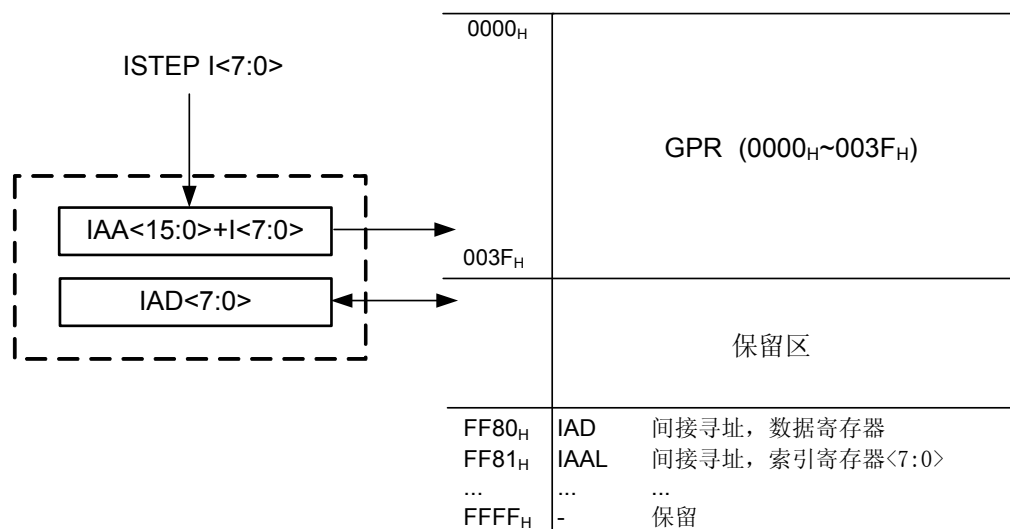 0000H
ISTEP I<7:0>
GPR (0000H~003FH)
IAA<15:0>+I<7:0>
003FH
IAD<7:0>
保留区
FF80H IAD 间接寻址，数据寄存器
FF81H IAAL 间接寻址，索引寄存器<7:0>
... ... ...
FFFFH - 保留